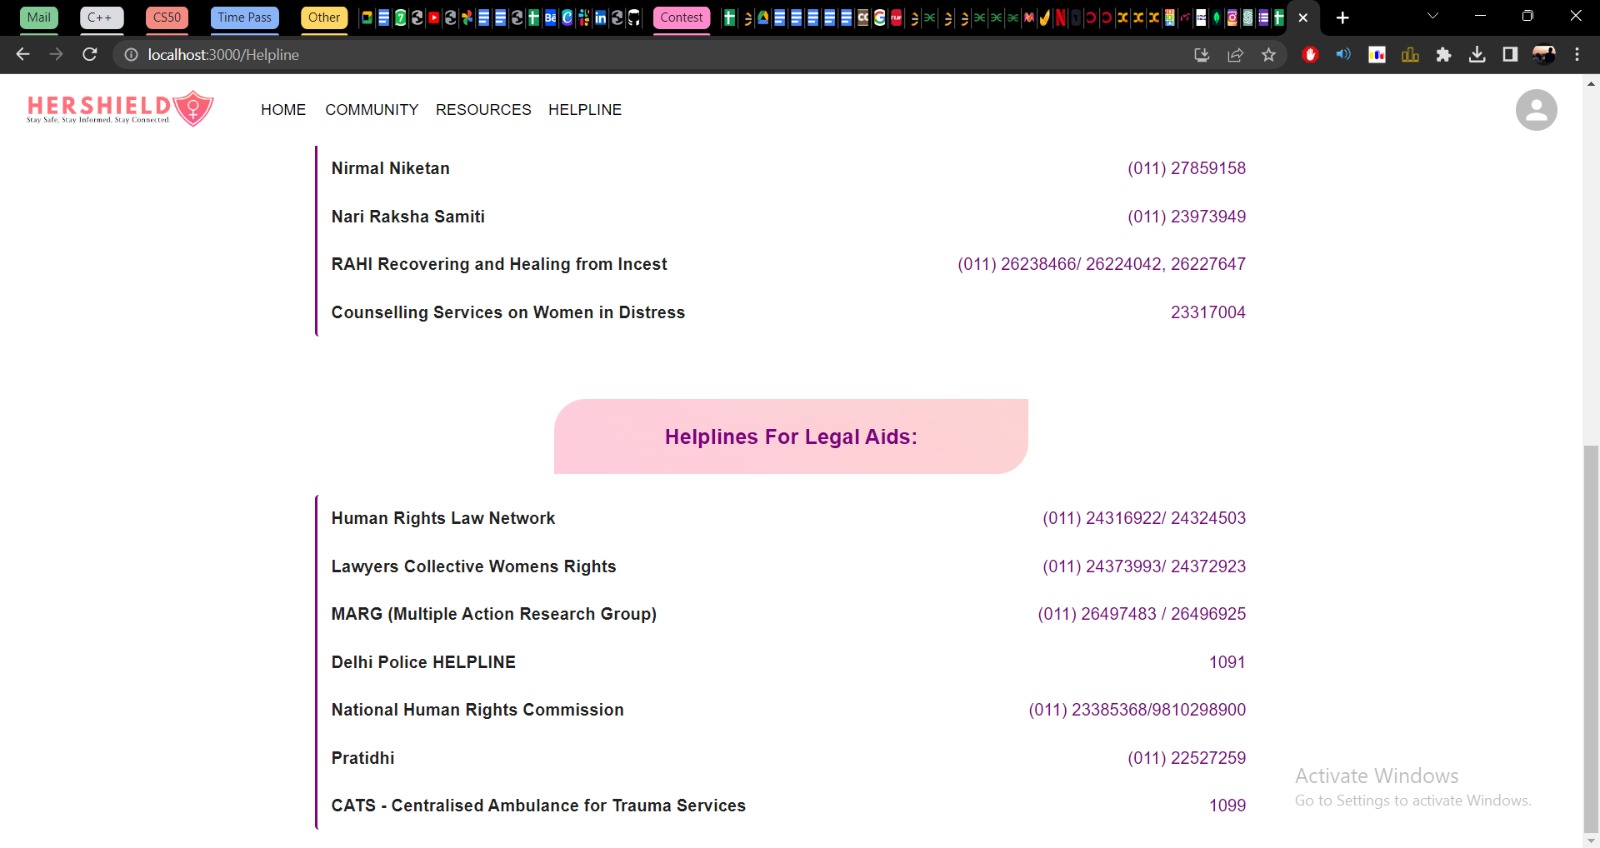 Mail C++ CS50 Time Pass Other Contest
localhost:3000/Helpline
HERSHIELD
Stay Safe, Stay Informed, Stay Connected.
HOME COMMUNITY RESOURCES HELPLINE
Nirmal Niketan (011) 27859158
Nari Raksha Samiti (011) 23973949
RAHI Recovering and Healing from Incest (011) 26238466/ 26224042, 26227647
Counselling Services on Women in Distress 23317004
Helplines For Legal Aids:
Human Rights Law Network (011) 24316922/ 24324503
Lawyers Collective Womens Rights (011) 24373993/ 24372923
MARG (Multiple Action Research Group) (011) 26497483 / 26496925
Delhi Police HELPLINE 1091
National Human Rights Commission (011) 23385368/9810298900
Pratidhi (011) 22527259
CATS - Centralised Ambulance for Trauma Services 1099
Activate Windows
Go to Settings to activate Windows.